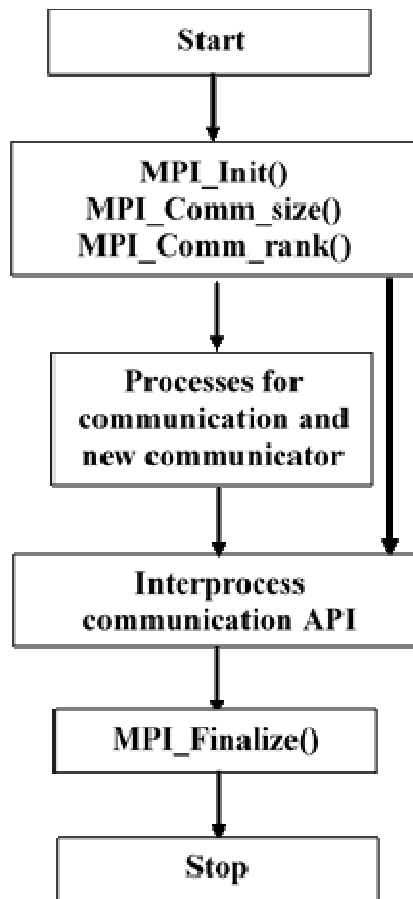 Start
MPI_Init()
MPI_Comm_size()
MPI_Comm_rank()
Processes for
communication and
new communicator
Interprocess
communication API
MPI_Finalize()
Stop